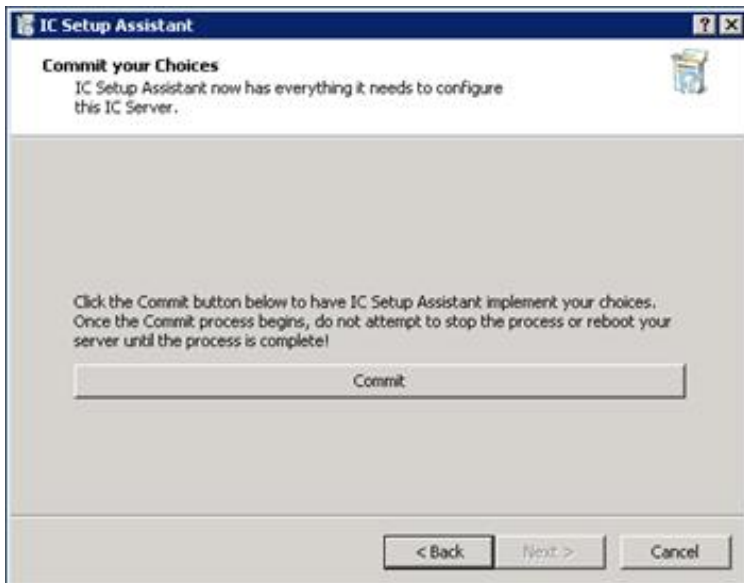 IC Setup Assistant
Commit your Choices
IC Setup Assistant now has everything it needs to configure
this IC Server.
Click the Commit button below to have IC Setup Assistant implement your choices.
Once the Commit process begins, do not attempt to stop the process or reboot your
server until the process is complete!
Commit
< Back
Next >
Cancel